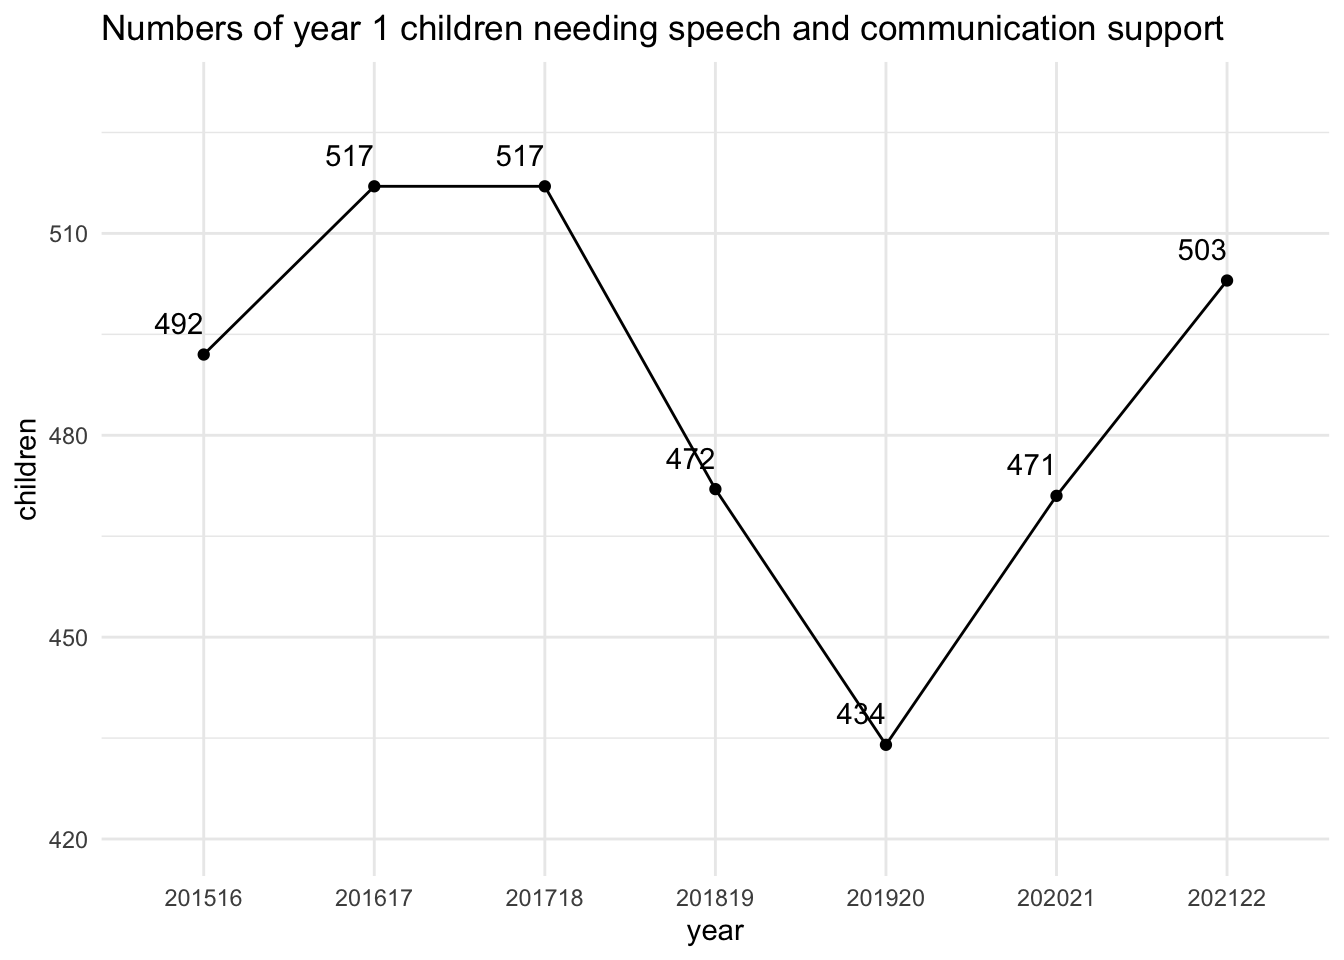 Numbers of year 1 children needing speech and communication support
517 517
510
503
492
480
472
471
450
434
420
children
201516 201617 201718 201819 201920 202021 202122
year